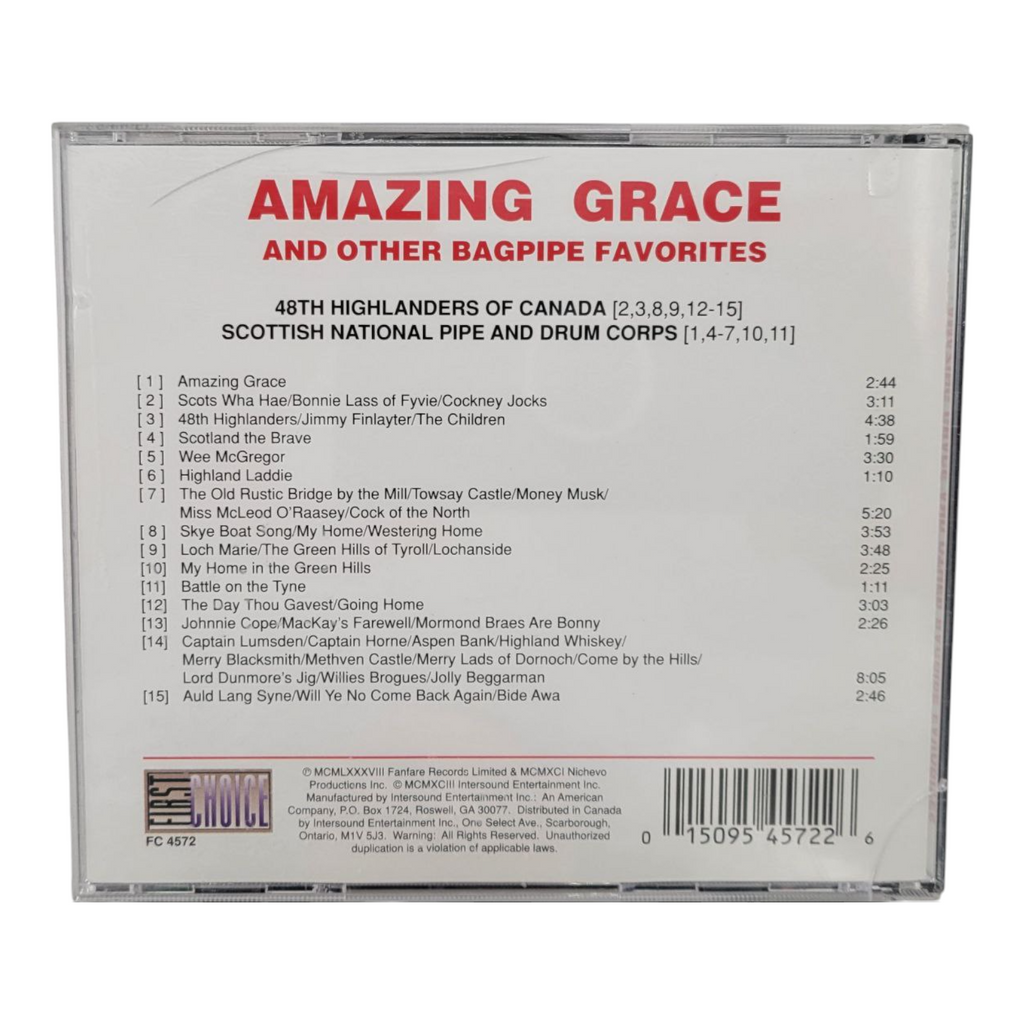 AMAZING GRACE
AND OTHER BAGPIPE FAVORITES
48TH HIGHLANDERS OF CANADA [2,3,8,9,12-15]
SCOTTISH NATIONAL PIPE AND DRUM CORPS [1,4-7,10,11]
[1] Amazing Grace 2:44
[2] Scots Wha Hae/Bonnie Lass of Fyvie/Cockney Jocks 3:11
[3] 48th Highlanders/Jimmy Finlayter/The Children 4:38
[4] Scotland the Brave 1:59
[5] Wee McGregor 3:30
[6] Highland Laddie 1:10
[7] The Old Rustic Bridge by the Mill/Towsay Castle/Money Musk/
Miss McLeod O'Raasey/Cock of the North 5:20
[8] Skye Boat Song/My Home/Westering Home 3:53
[9] Loch Marie/The Green Hills of Tyroll/Lochanside 3:48
[10] My Home in the Green Hills 2:25
[11] Battle on the Tyne 1:11
[12] The Day Thou Gavest/Going Home 3:03
[13] Johnnie Cope/MacKay's Farewell/Mormond Braes Are Bonny 2:26
[14] Captain Lumsden/Captain Horne/Aspen Bank/Highland Whiskey/
Merry Blacksmith/Methven Castle/Merry Lads of Dornoch/Come by the Hills/
Lord Dunmore's Jig/Willies Brogues/Jolly Beggarman 8:05
[15] Auld Lang Syne/Will Ye No Come Back Again/Bide Awa 2:46
FIRST CHOICE
FC 4572
℗ MCMLXXXVIII Fanfare Records Limited & MCMXCI Nichevo
Productions Inc. © MCMXCIII Intersound Entertainment Inc.
Manufactured by Intersound Entertainment Inc.: An American
Company, P.O. Box 1724, Roswell, GA 30077. Distributed in Canada
by Intersound Entertainment Inc., One Select Ave., Scarborough,
Ontario, M1V 5J3. Warning: All Rights Reserved. Unauthorized
duplication is a violation of applicable laws.
0 15095 45722 6